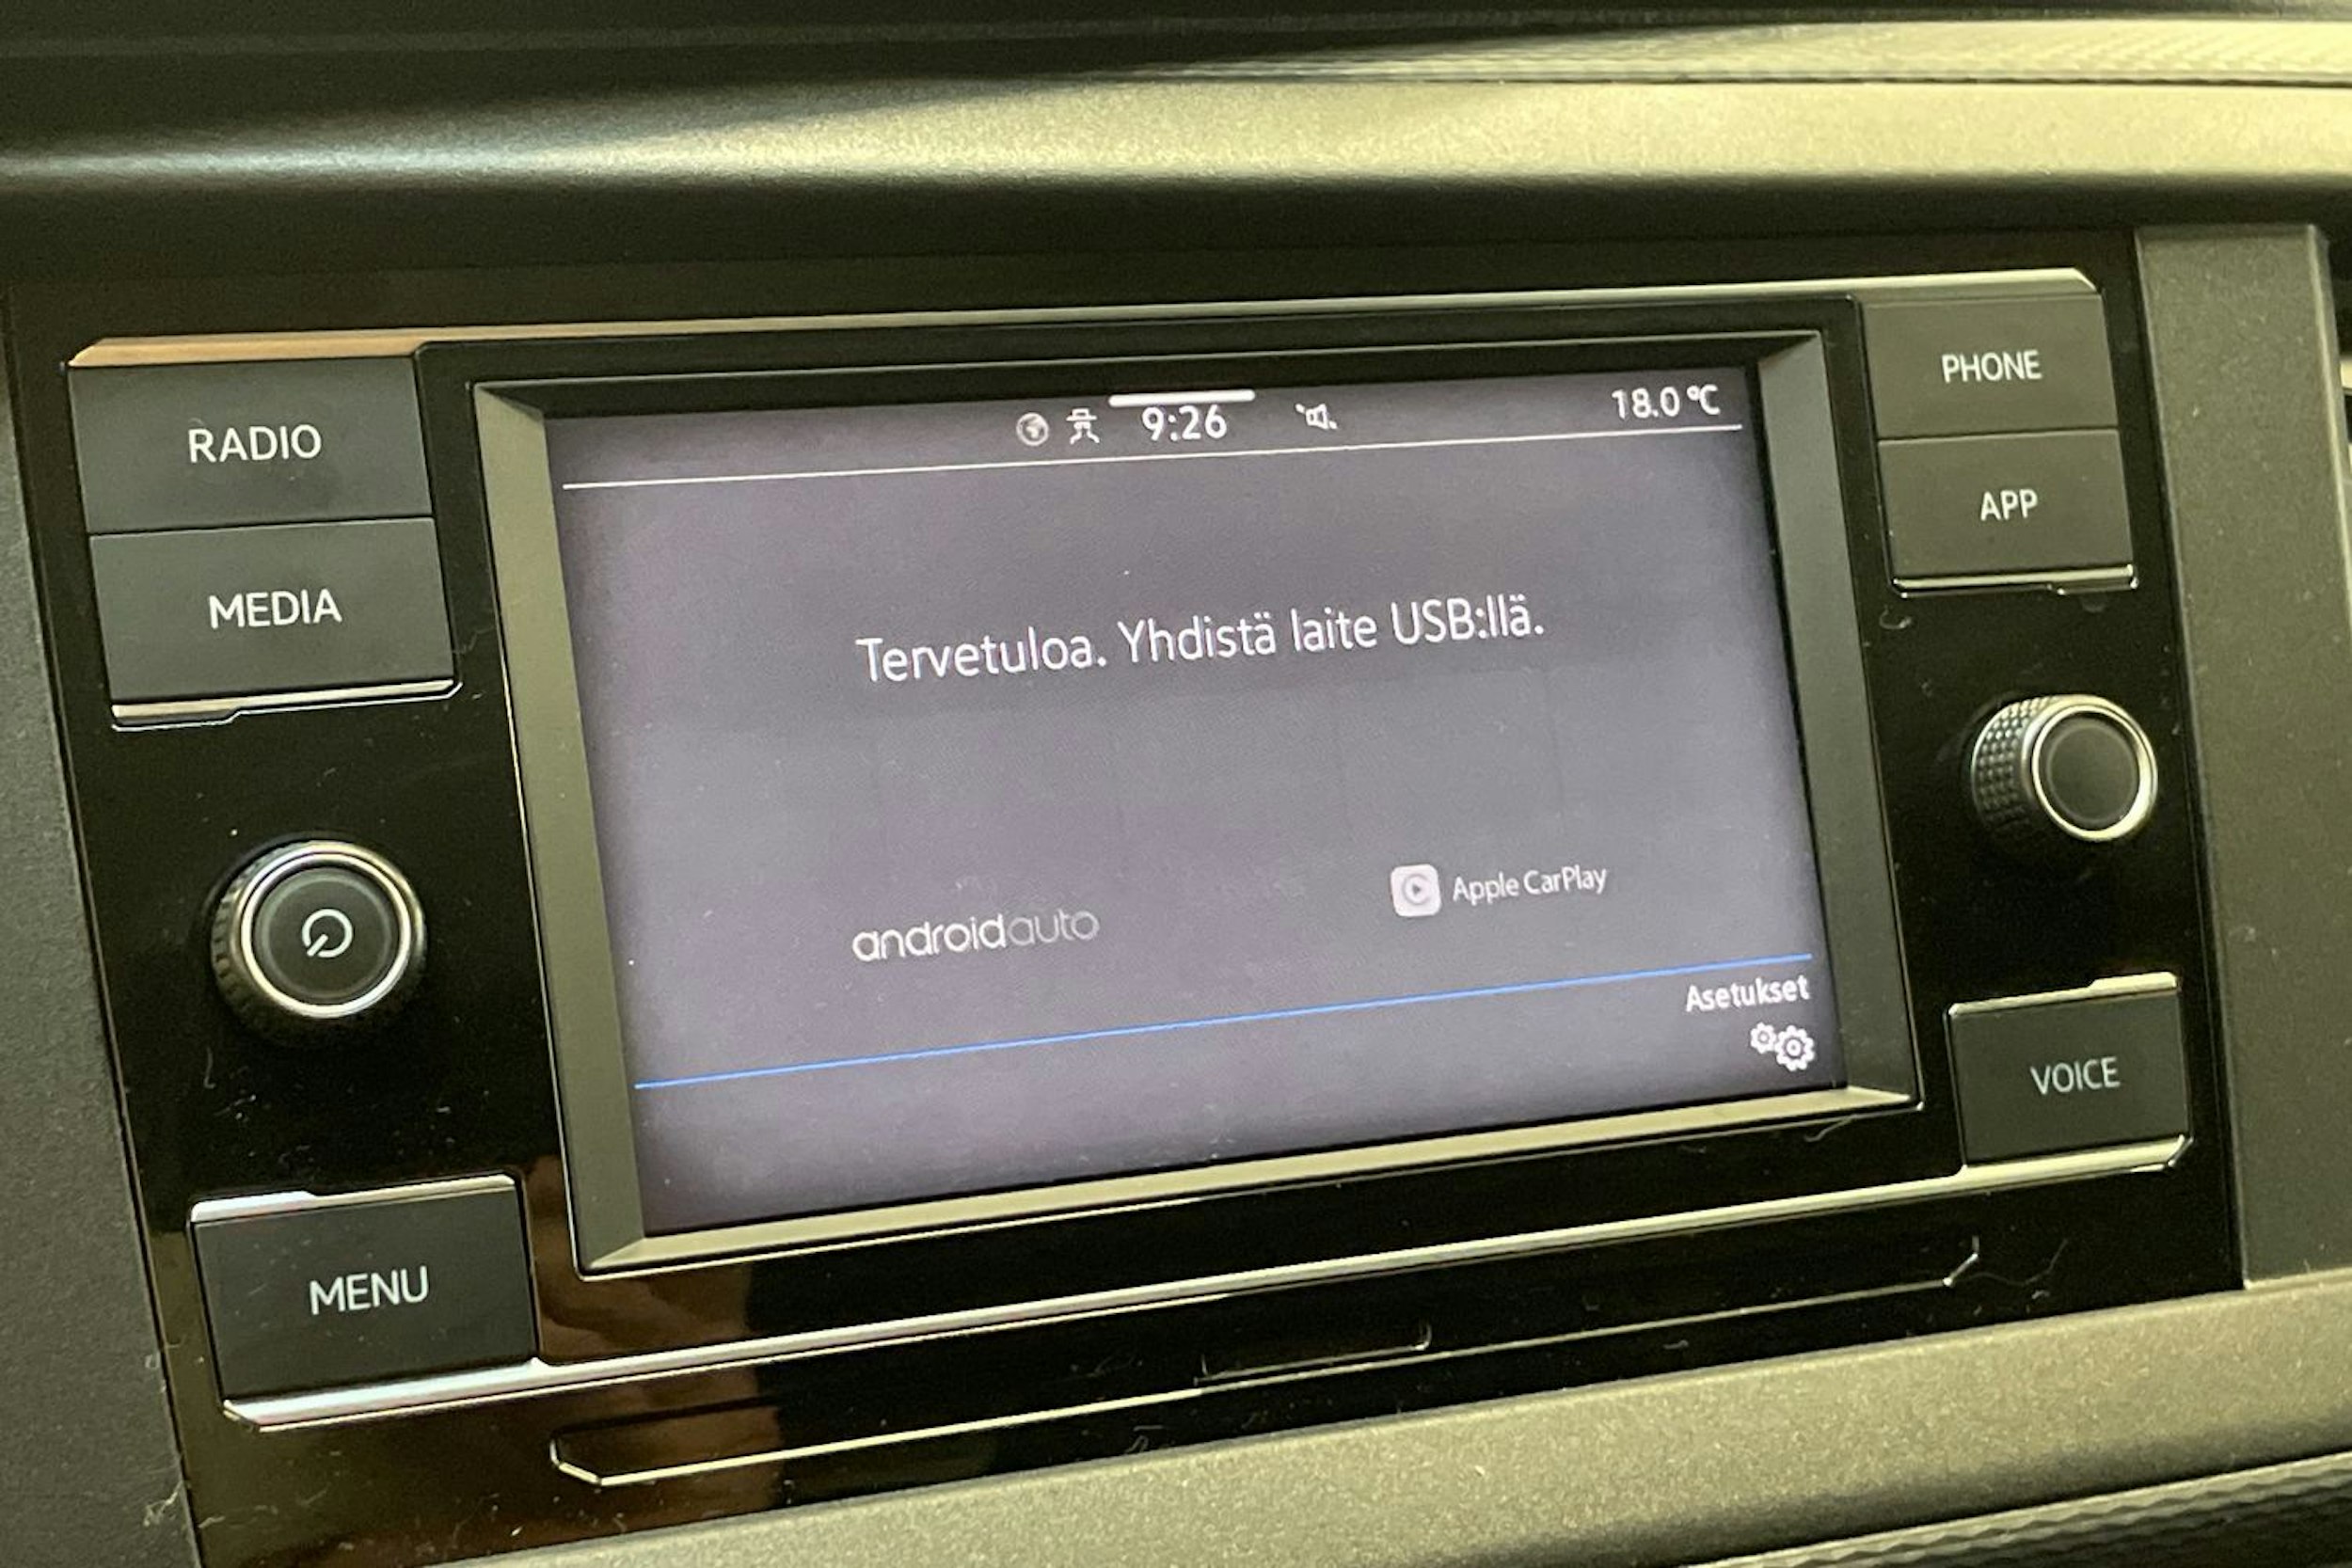 RADIO
MEDIA
MENU
9:26
18.0 °C
Tervetuloa. Yhdistä laite USB:llä.
androidauto
Apple CarPlay
Asetukset
PHONE
APP
VOICE